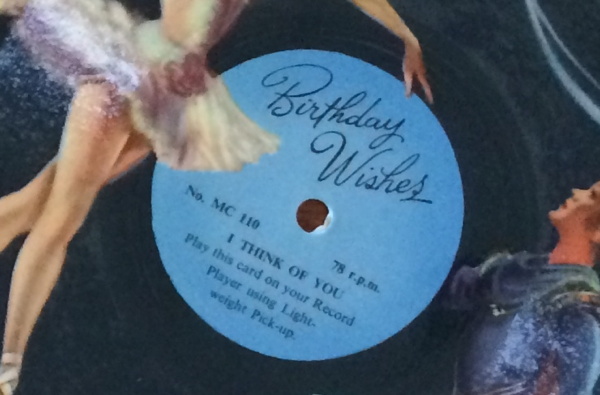 Birthday
Wishes
No. MC 110
78 r.p.m.
I THINK OF YOU
Play this card on your Record
Player using Light-
weight Pick-up.